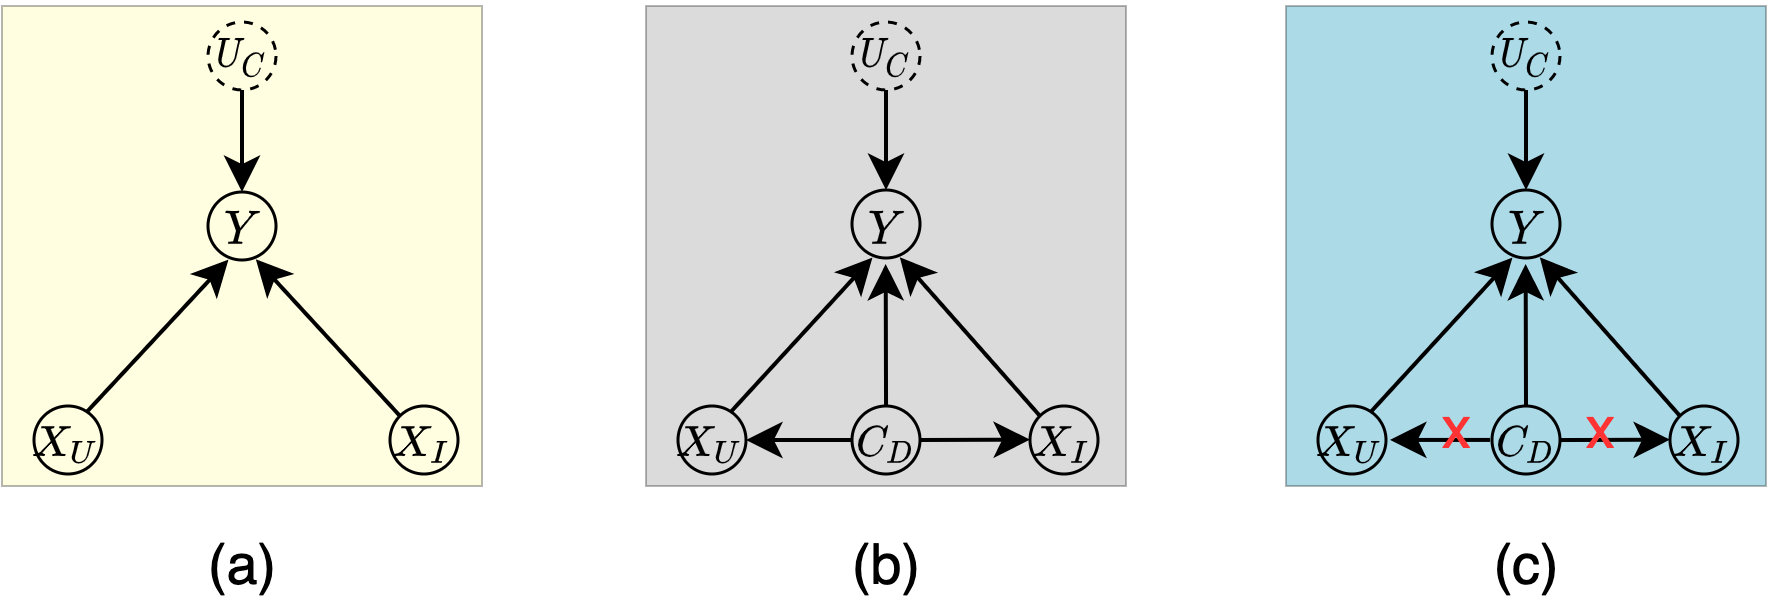 U_C U_C U_C
Y Y Y
X_U X_I X_U C_D X_I X_U X C_D X X_I
(a) (b) (c)